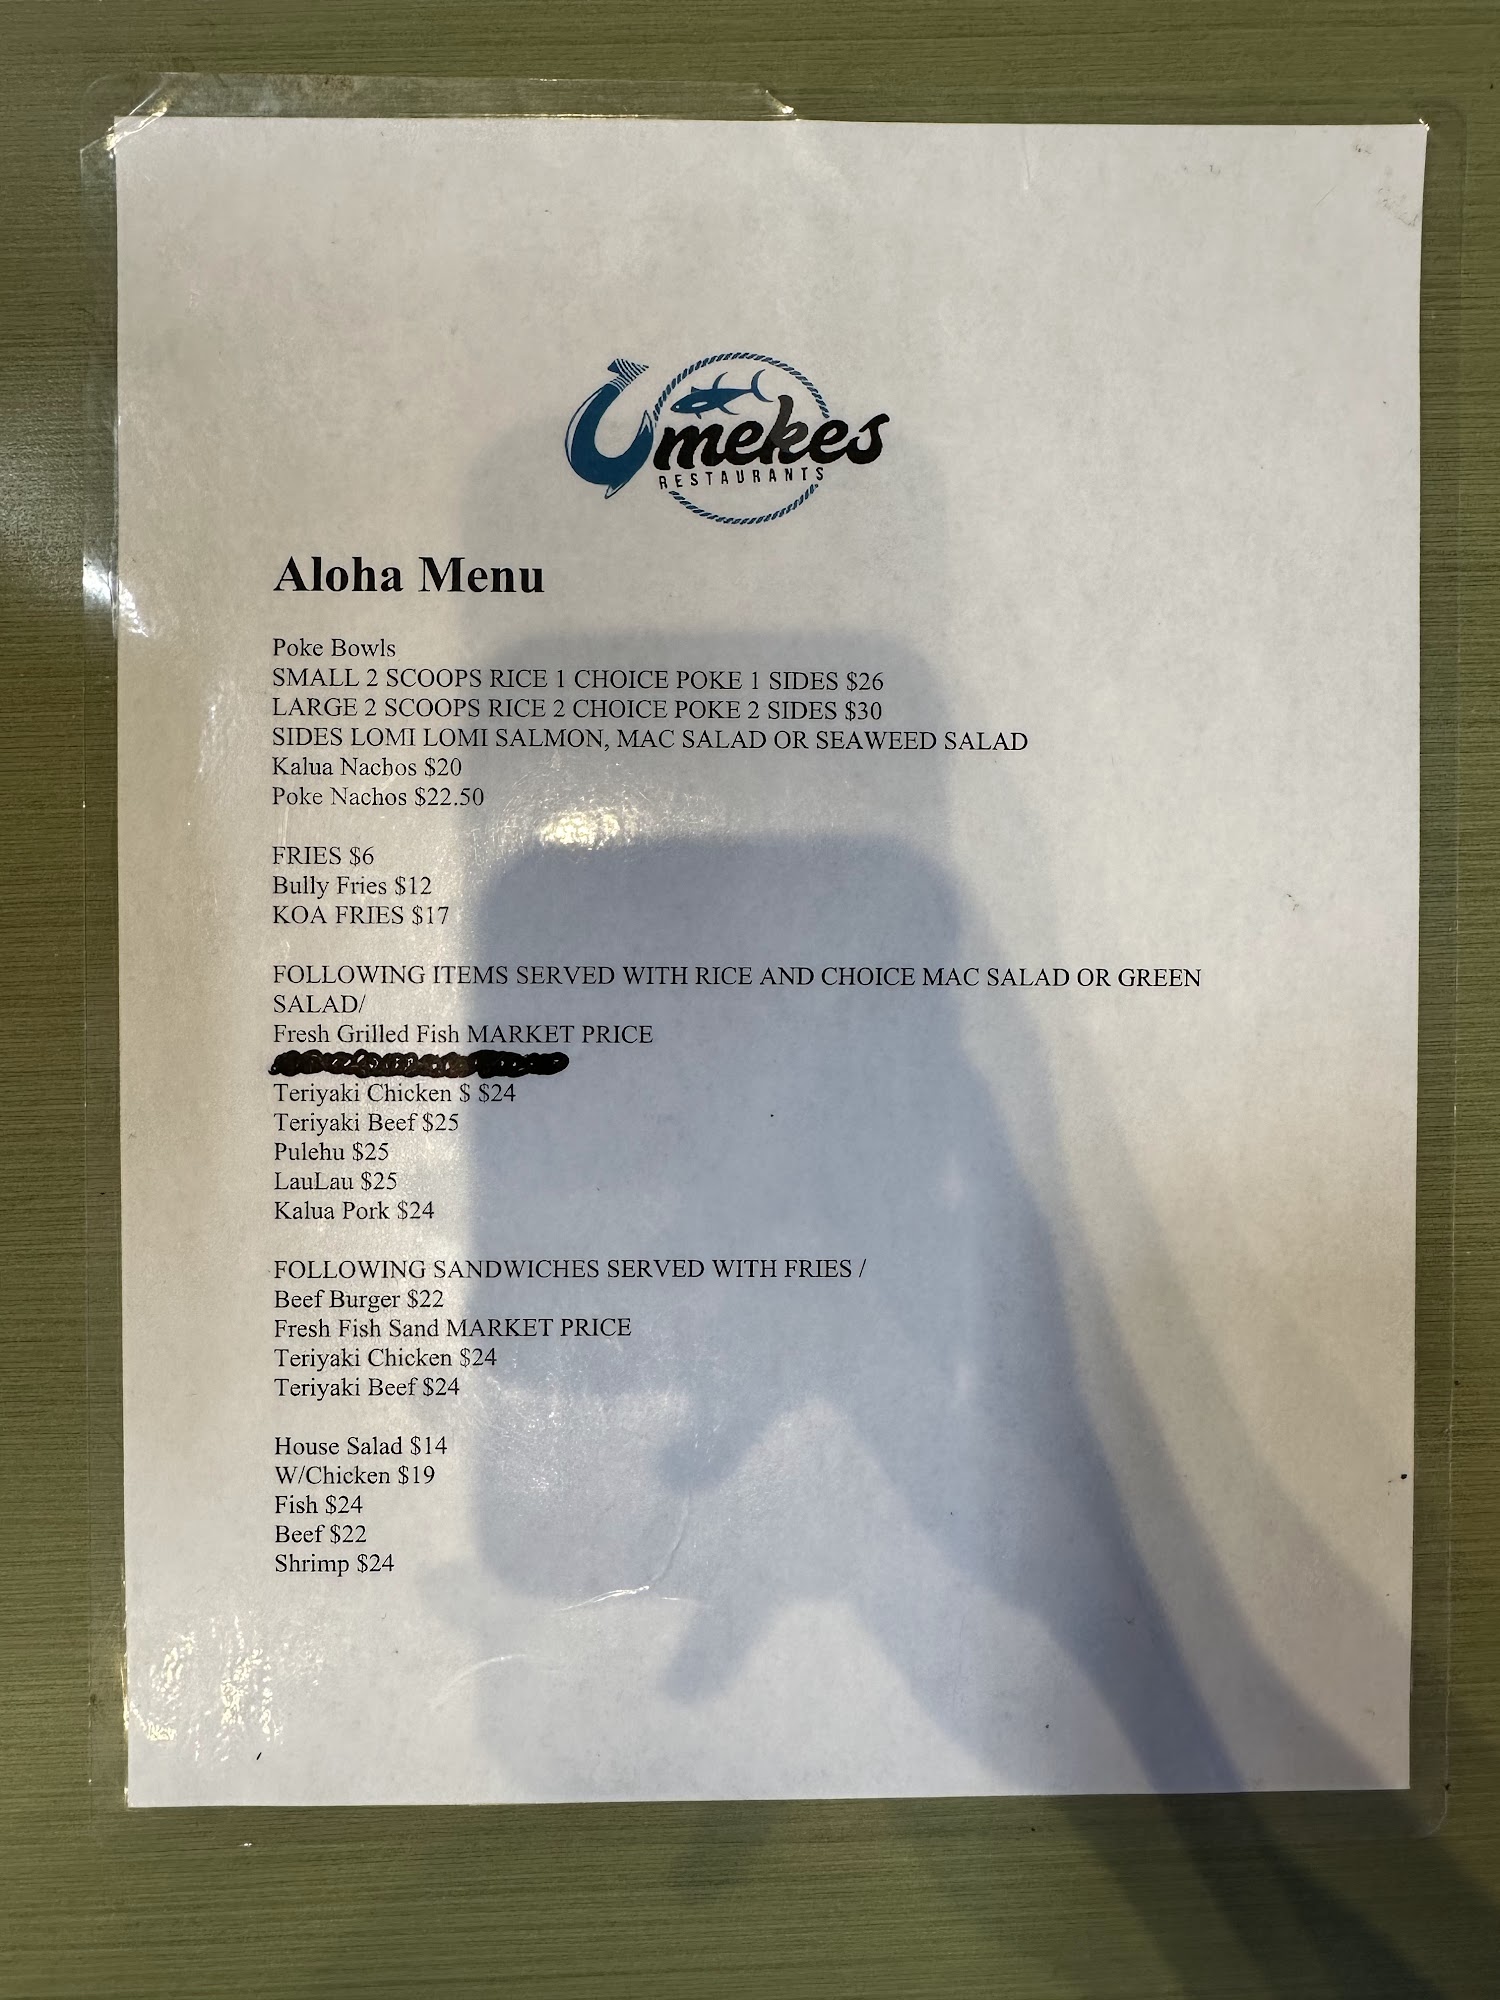 Umekes
RESTAURANTS
Aloha Menu
Poke Bowls
SMALL 2 SCOOPS RICE 1 CHOICE POKE 1 SIDES $26
LARGE 2 SCOOPS RICE 2 CHOICE POKE 2 SIDES $30
SIDES LOMI LOMI SALMON, MAC SALAD OR SEAWEED SALAD
Kalua Nachos $20
Poke Nachos $22.50
FRIES $6
Bully Fries $12
KOA FRIES $17
FOLLOWING ITEMS SERVED WITH RICE AND CHOICE MAC SALAD OR GREEN
SALAD/
Fresh Grilled Fish MARKET PRICE
Teriyaki Chicken $ $24
Teriyaki Beef $25
Pulehu $25
LauLau $25
Kalua Pork $24
FOLLOWING SANDWICHES SERVED WITH FRIES /
Beef Burger $22
Fresh Fish Sand MARKET PRICE
Teriyaki Chicken $24
Teriyaki Beef $24
House Salad $14
W/Chicken $19
Fish $24
Beef $22
Shrimp $24